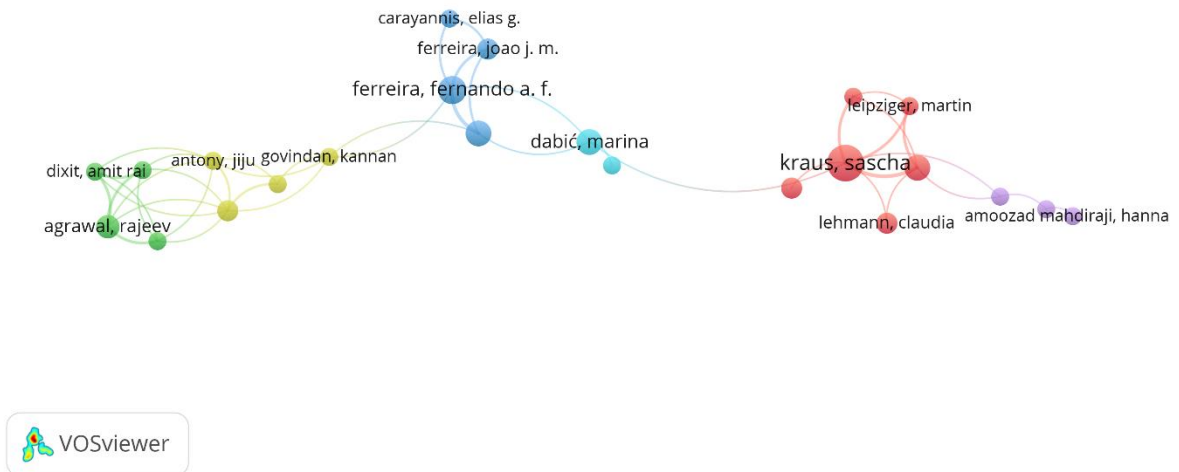 carayannis, elias g.
ferreira, joao j. m.
ferreira, fernando a. f.
leipziger, martin
dabić, marina
antony, jiju
govindan, kannan
kraus, sascha
dixit, amit raj
agrawal, rajeev
lehmann, claudia
amoozad mahdiraji, hanna
VOSviewer